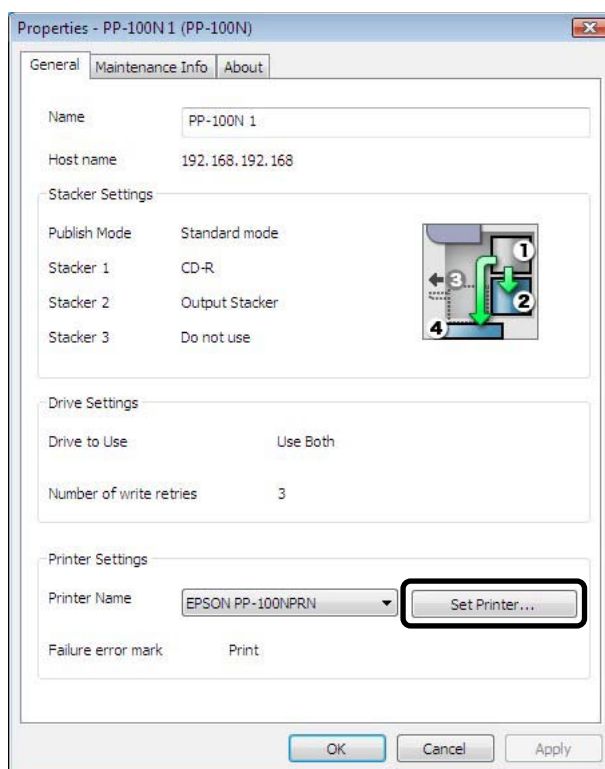 Properties - PP-100N 1 (PP-100N)
General Maintenance Info About
Name PP-100N 1
Host name 192.168.192.168
Stacker Settings
Publish Mode Standard mode
Stacker 1 CD-R
Stacker 2 Output Stacker
Stacker 3 Do not use
1
3
2
4
Drive Settings
Drive to Use Use Both
Number of write retries 3
Printer Settings
Printer Name EPSON PP-100NPRN Set Printer...
Failure error mark Print
OK Cancel Apply